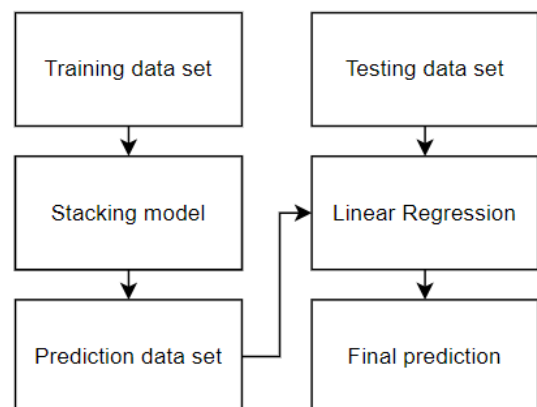 Training data set
Testing data set
Stacking model
Linear Regression
Prediction data set
Final prediction